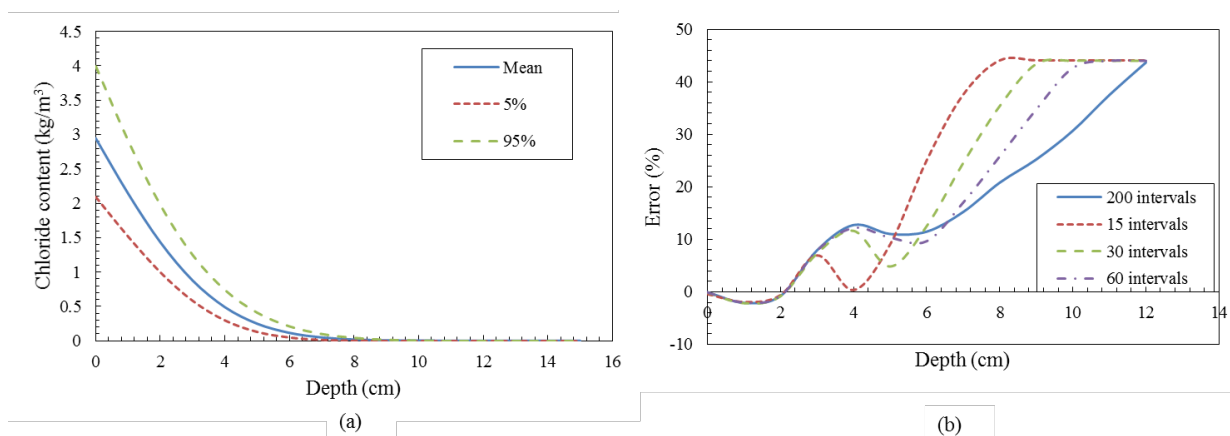 4.5
4
3.5
3
2.5
2
1.5
1
0.5
0
Chloride content (kg/m³)
Mean
5%
95%
0 2 4 6 8 10 12 14 16
Depth (cm)
(a)
50
40
30
20
10
0
-10
Error (%)
200 intervals
15 intervals
30 intervals
60 intervals
0 2 4 6 8 10 12 14
Depth (cm)
(b)